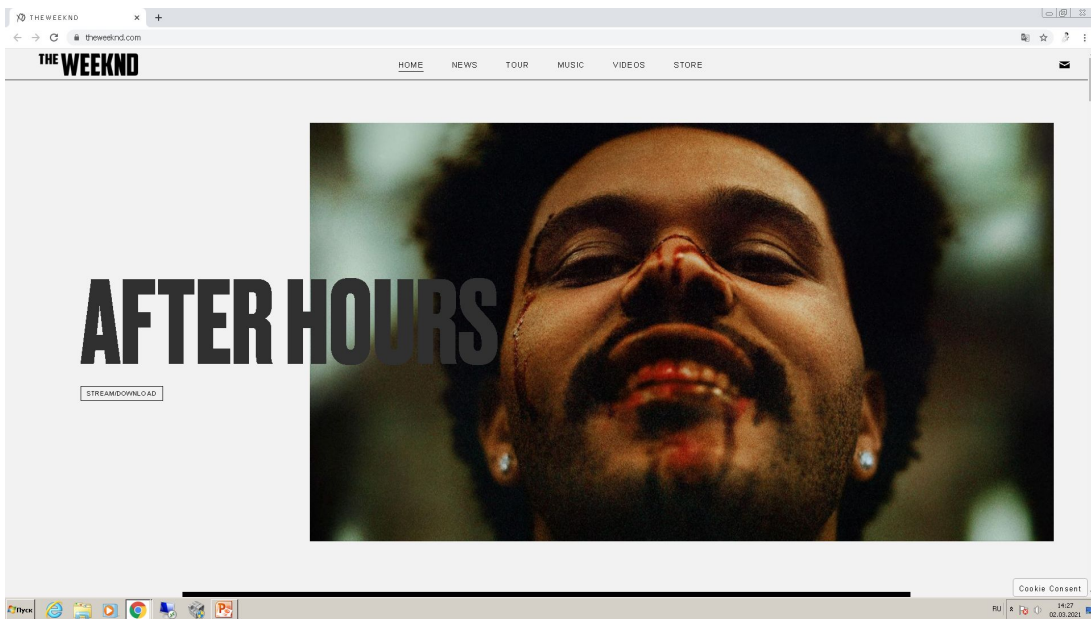 THEWEEKND
theweeknd.com
THE WEEKND
HOME NEWS TOUR MUSIC VIDEOS STORE
AFTER HOURS
STREAM/DOWNLOAD
Cookie Consent
Пуск
RU
14:27
02.03.2021